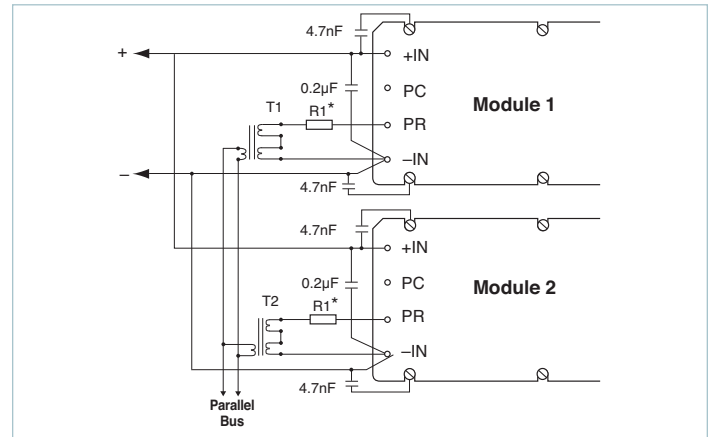 4.7nF
+
+IN
0.2µF
PC
Module 1
T1
R1*
PR
–IN
–
4.7nF
4.7nF
+IN
0.2µF
PC
Module 2
T2
R1*
PR
–IN
4.7nF
Parallel
Bus